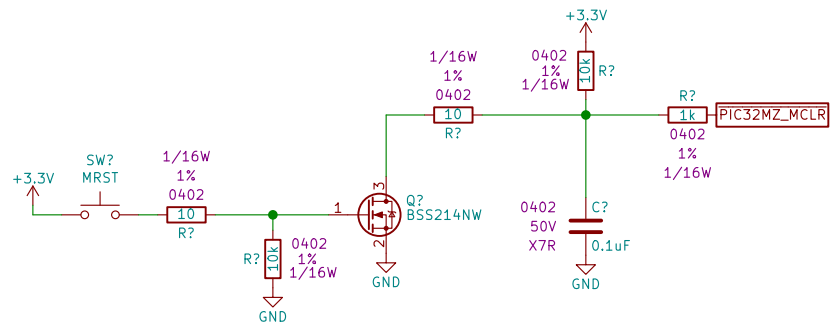 +3.3V
SW?
MRST
1/16W
1%
0402
10
R?
R?
10k
0402
1%
1/16W
GND
1
3
2
Q?
BSS214NW
GND
1/16W
1%
0402
10
R?
+3.3V
0402
1%
1/16W
10k
R?
R?
1k
0402
1%
1/16W
PIC32MZ_MCLR
0402
50V
X7R
C?
0.1uF
GND